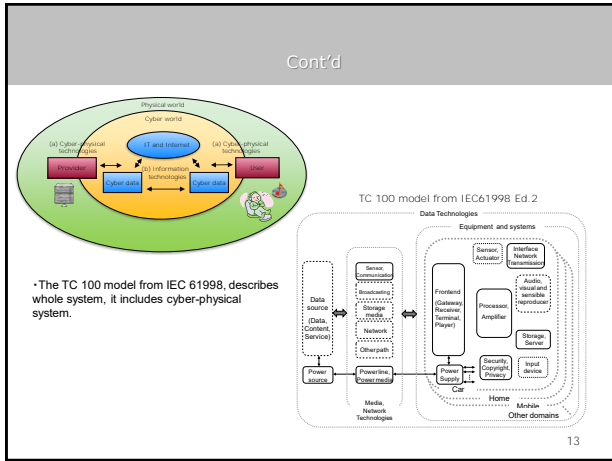 Cont'd
Physical world
Cyber world
(a) Cyber-physical
technologies
IT and Internet
(a) Cyber-physical
technologies
Provider
(b) Information
technologies
User
Cyber data
Cyber data
・The TC 100 model from IEC 61998, describes
whole system, it includes cyber-physical
system.
TC 100 model from IEC61998 Ed.2
Data Technologies
Equipment and systems
Data
source
(Data,
Content,
Service)
Power
source
Sensor,
Communication
Broadcasting
Storage
media
Network
Otherpath
Powerline,
Power media
Media,
Network
Technologies
Frontend
(Gateway,
Receiver,
Terminal,
Player)
Power
Supply
Sensor,
Actuator
Interface
Network
Transmission
Processor,
Amplifier
Audio,
visual and
sensible
reproducer
Storage,
Server
Security,
Copyright,
Privacy
Input
device
Car
Home
Mobile
Other domains
13